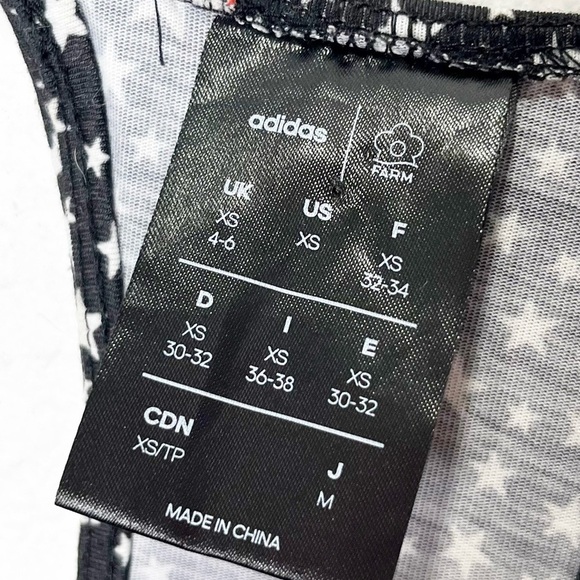 adidas
FARM
UK US F
XS XS XS
4-6 32-34
D I E
XS XS XS
30-32 36-38 30-32
CDN J
XS/TP M
MADE IN CHINA